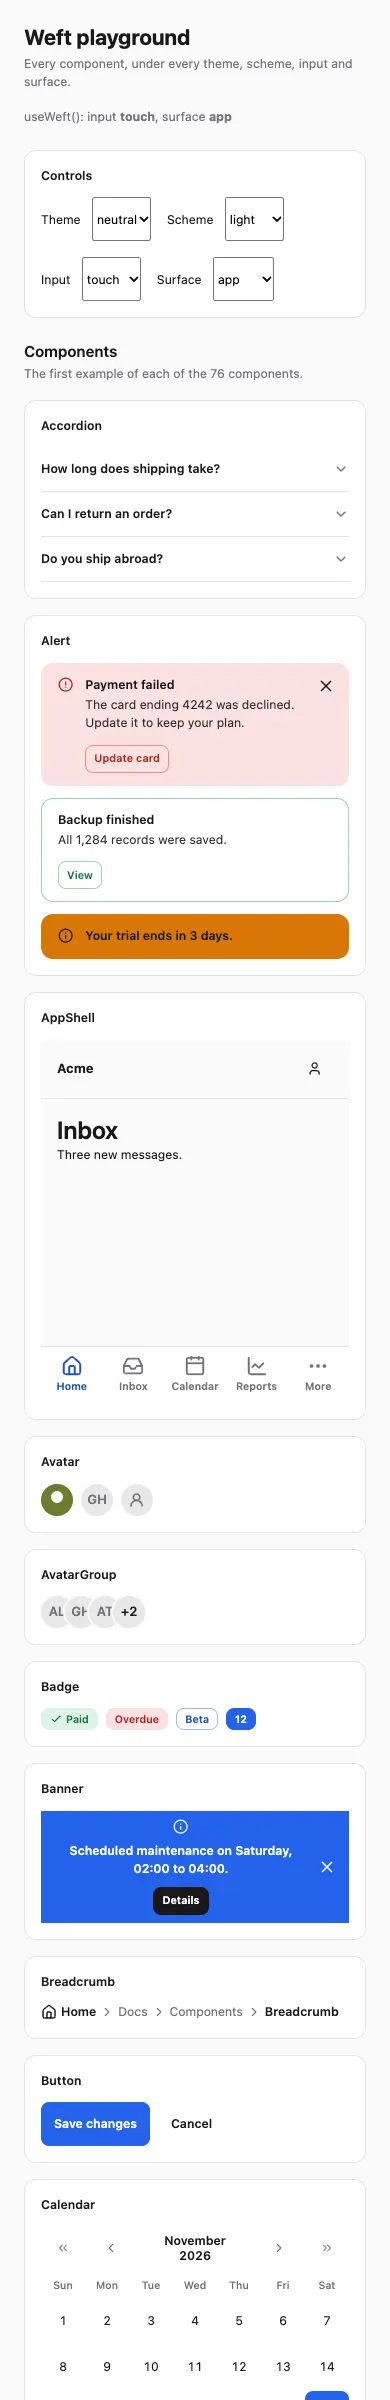 Weft playground
Every component, under every theme, scheme, input and
surface.
useWeft(): input touch, surface app
Controls
Theme neutral Scheme light
Input touch Surface app
Components
The first example of each of the 76 components.
Accordion
How long does shipping take?
Can I return an order?
Do you ship abroad?
Alert
Payment failed
The card ending 4242 was declined.
Update it to keep your plan.
Update card
Backup finished
All 1,284 records were saved.
View
Your trial ends in 3 days.
AppShell
Acme
Inbox
Three new messages.
Home Inbox Calendar Reports More
Avatar
GH
AvatarGroup
AL GH AT +2
Badge
Paid Overdue Beta 12
Banner
Scheduled maintenance on Saturday,
02:00 to 04:00.
Details
Breadcrumb
Home Docs Components Breadcrumb
Button
Save changes Cancel
Calendar
November
2026
Sun Mon Tue Wed Thu Fri Sat
1 2 3 4 5 6 7
8 9 10 11 12 13 14